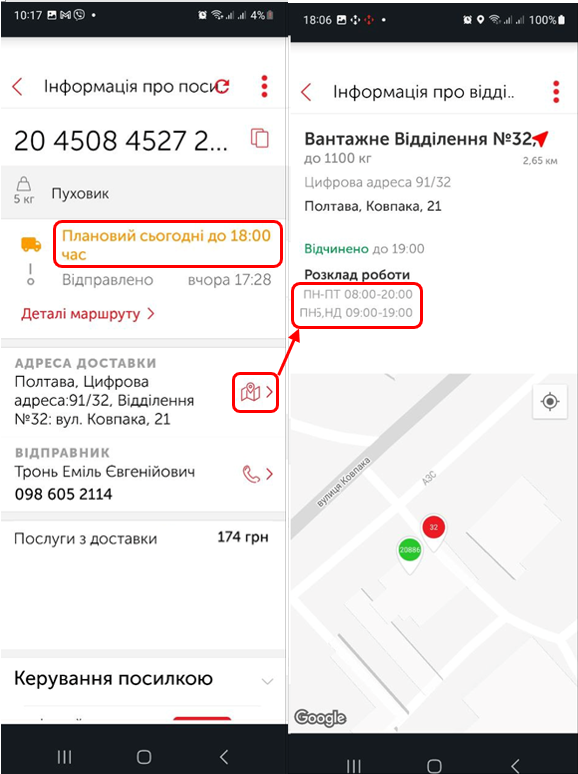 10:17
4%
Інформація про поси
20 4508 4527 2...
5 кг
Пуховик
Плановий сьогодні до 18:00
час
Відправлено вчора 17:28
Деталі маршруту
АДРЕСА ДОСТАВКИ
Полтава, Цифрова
адреса:91/32, Відділення
№32: вул. Ковпака, 21
ВІДПРАВНИК
Тронь Еміль Євгенійович
098 605 2114
Послуги з доставки 174 грн
Керування посилкою
18:06
100%
Інформація про відді..
Вантажне Відділення №32,
до 1100 кг
2,65 км
Цифрова адреса 91/32
Полтава, Ковпака, 21
Відчинено до 19:00
Розклад роботи
ПН-ПТ 08:00-20:00
ПНб,НД 09:00-19:00
вулиця Ковпака
АЗС
32
20886
Google